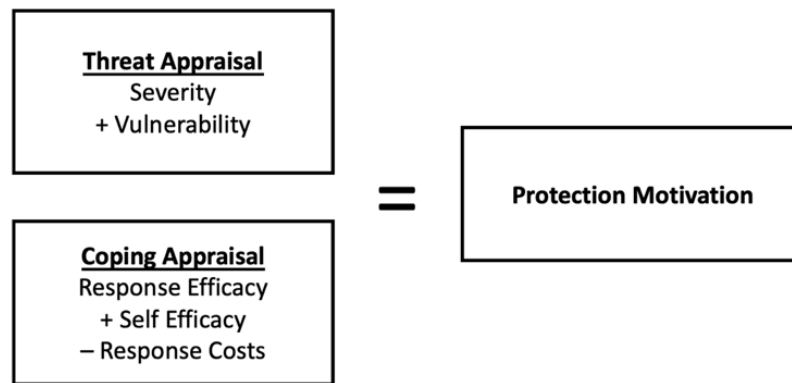 Threat Appraisal
Severity
+ Vulnerability
=
Protection Motivation
Coping Appraisal
Response Efficacy
+ Self Efficacy
– Response Costs